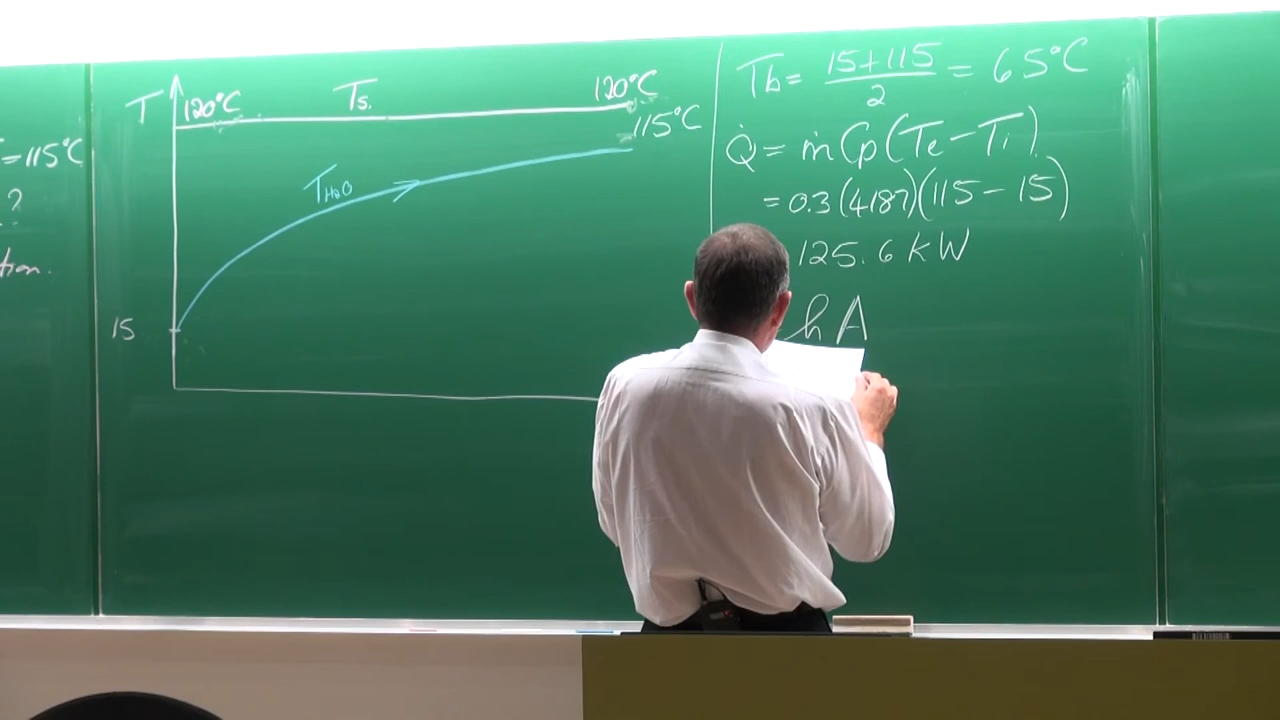 =115°C
?
tion.
T
120°C
Ts.
120°C
115°C
TH2O
15
Tb = 15+115 / 2 = 65°C
Q̇ = ṁCp(Te-Ti).
= 0.3(4187)(115-15)
125.6 kW
hA